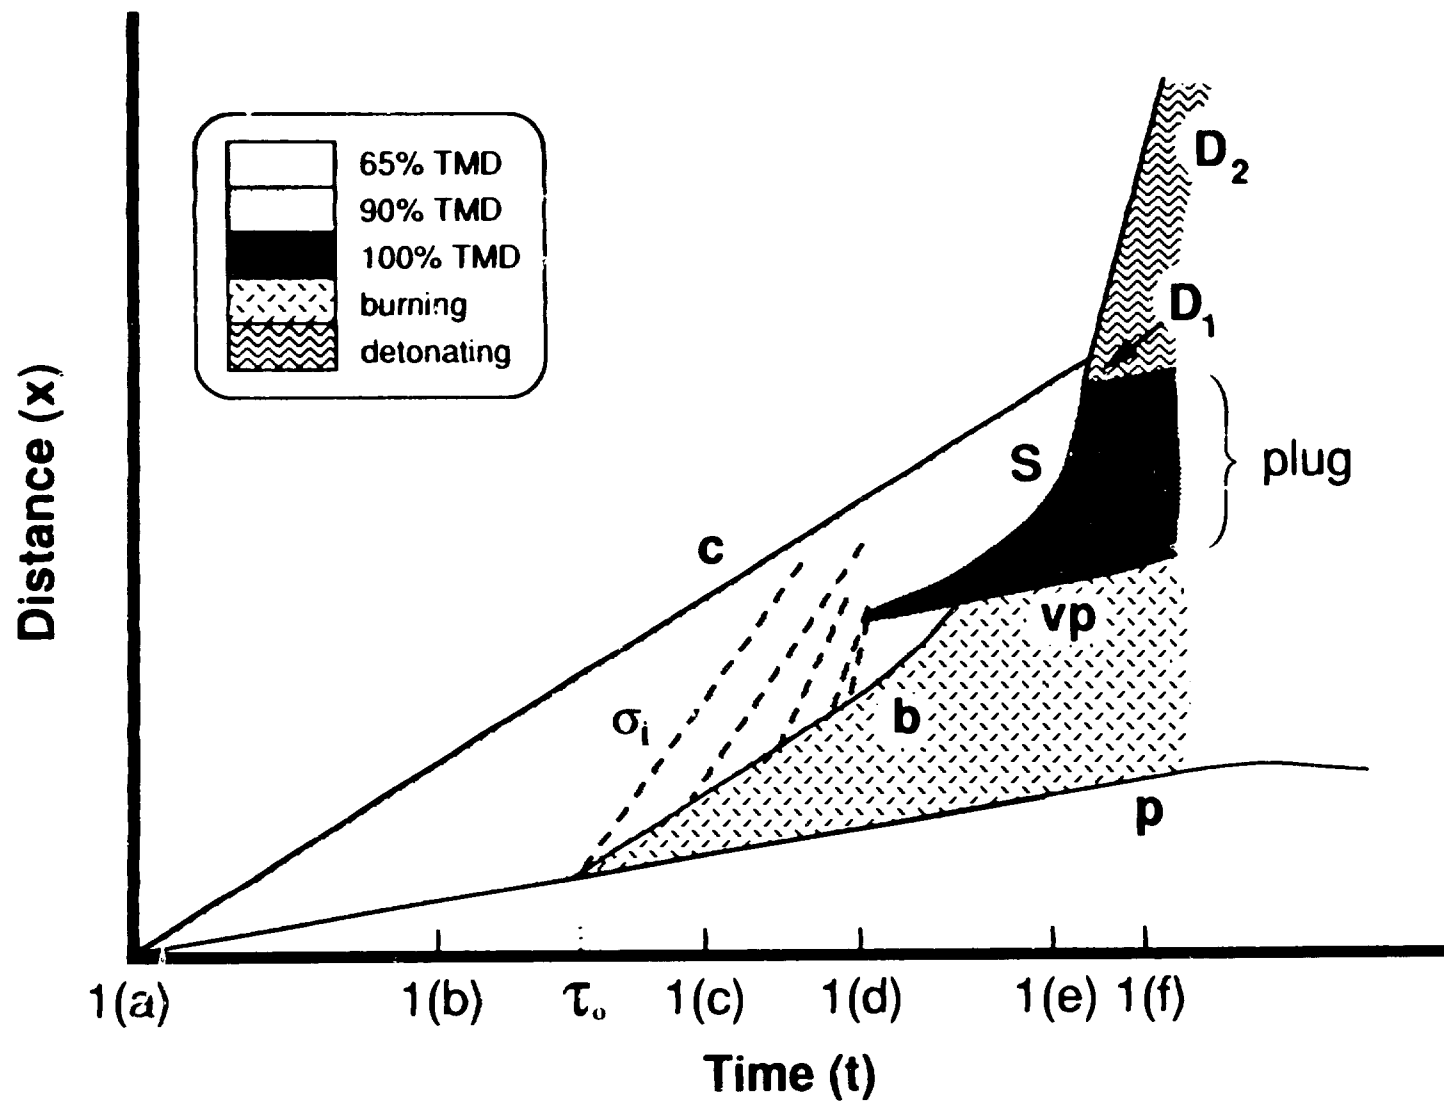 Distance (x)
65% TMD
90% TMD
100% TMD
burning
detonating
D2
D1
S
plug
c
vp
σi
b
p
1(a) 1(b) τo 1(c) 1(d) 1(e) 1(f)
Time (t)